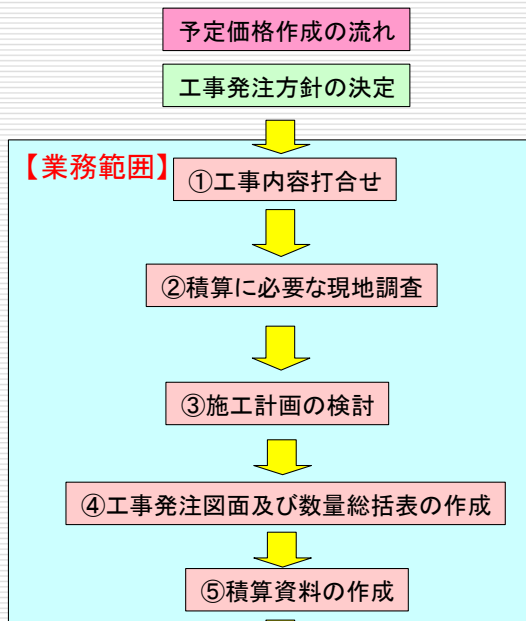 予定価格作成の流れ
工事発注方針の決定
【業務範囲】
①工事内容打合せ
②積算に必要な現地調査
③施工計画の検討
④工事発注図面及び数量総括表の作成
⑤積算資料の作成